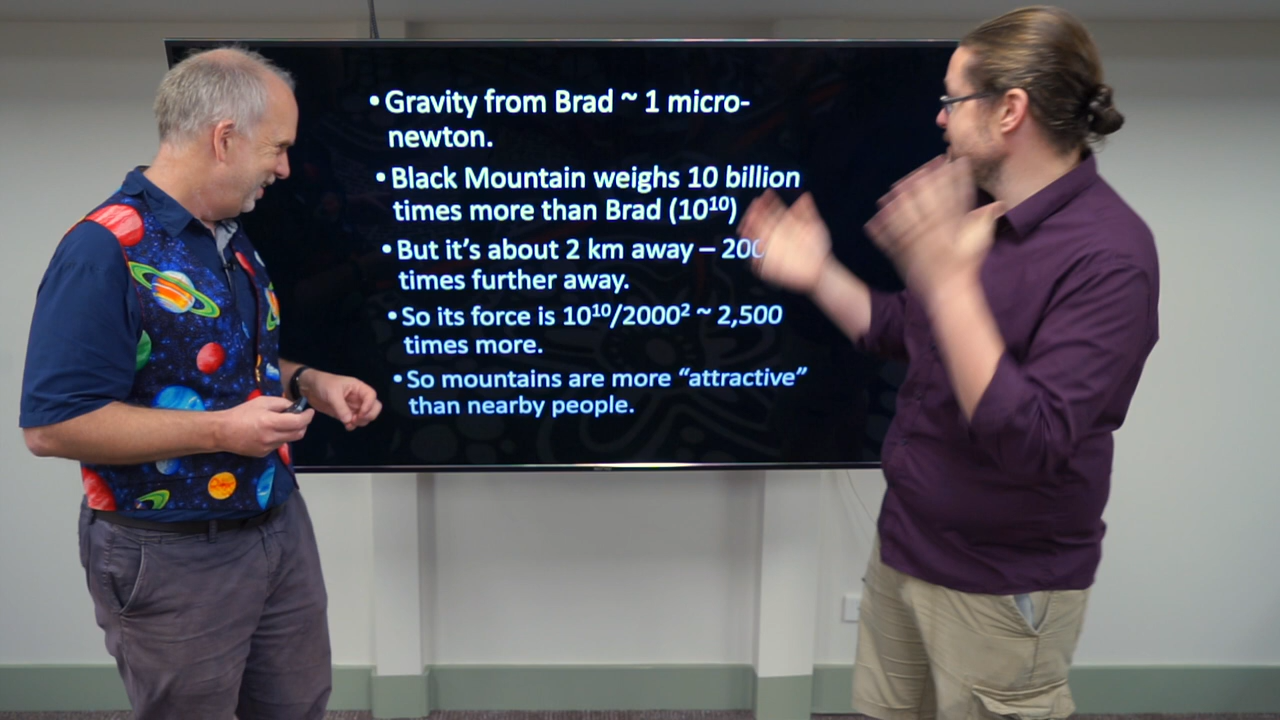 • Gravity from Brad ~ 1 micro-
newton.
• Black Mountain weighs 10 billion
times more than Brad (10¹⁰)
• But it’s about 2 km away –
times further away.
• So its force is 10¹⁰/2000² ~ 2,500
times more.
• So mountains are more “attractive”
than nearby people.